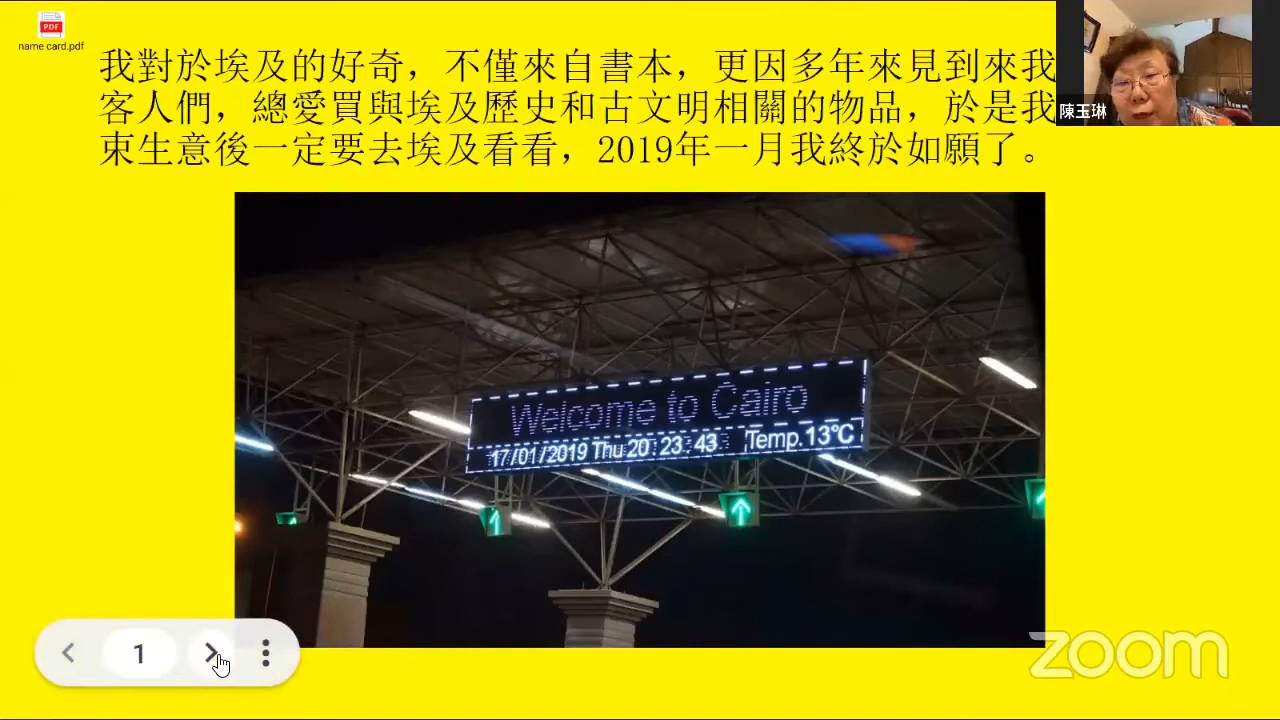 PDF
name card.pdf
我對於埃及的好奇，不僅來自書本，更因多年來見到來我
客人們，總愛買與埃及歷史和古文明相關的物品，於是我
束生意後一定要去埃及看看，2019年一月我終於如願了。
陳玉琳
Welcome to Cairo
17/01/2019 Thu 20:23:43 Temp.13°C
1
zoom